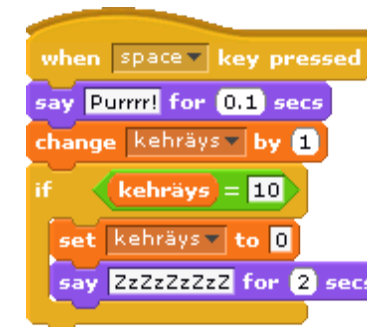 when space key pressed
say Purrrr! for 0.1 secs
change kehräys by 1
if kehräys = 10
set kehräys to 0
say ZzZzZzZzZ for 2 secs